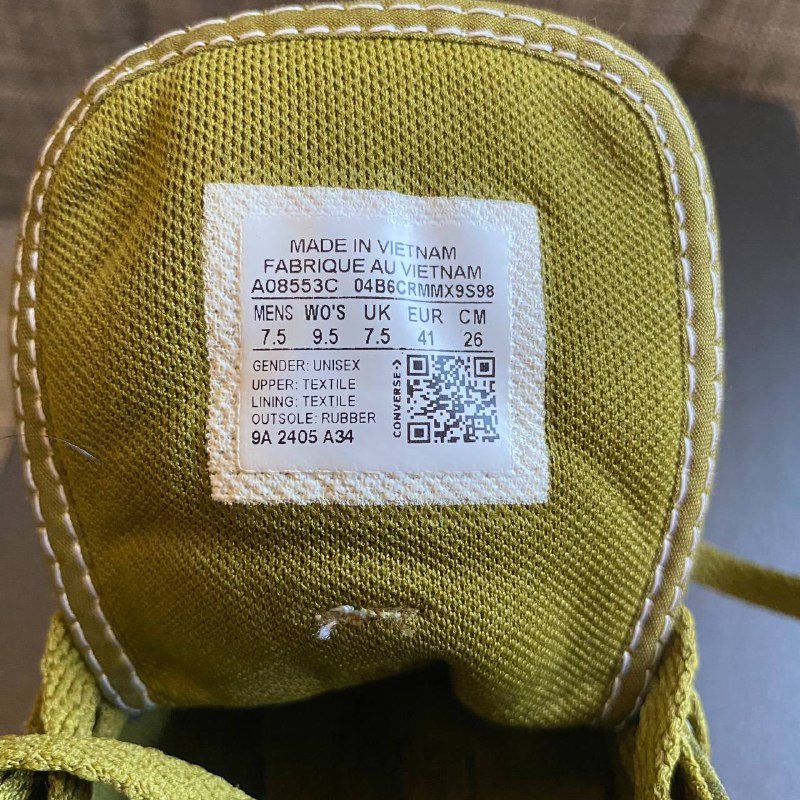 MADE IN VIETNAM
FABRIQUE AU VIETNAM
A08553C 04B6CRMMX9S98
MENS WO'S UK EUR CM
7.5 9.5 7.5 41 26
GENDER: UNISEX
UPPER: TEXTILE
LINING: TEXTILE
OUTSOLE: RUBBER
9A 2405 A34
CONVERSE->